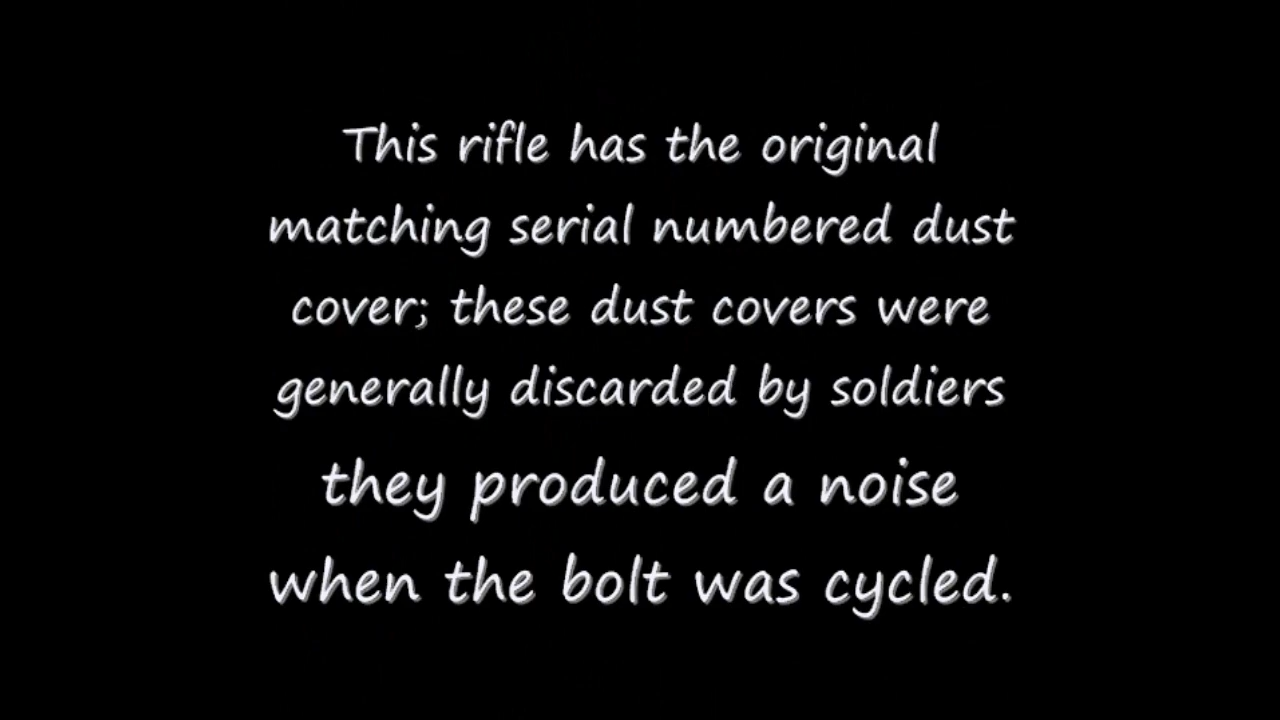 This rifle has the original
matching serial numbered dust
cover; these dust covers were
generally discarded by soldiers
they produced a noise
when the bolt was cycled.